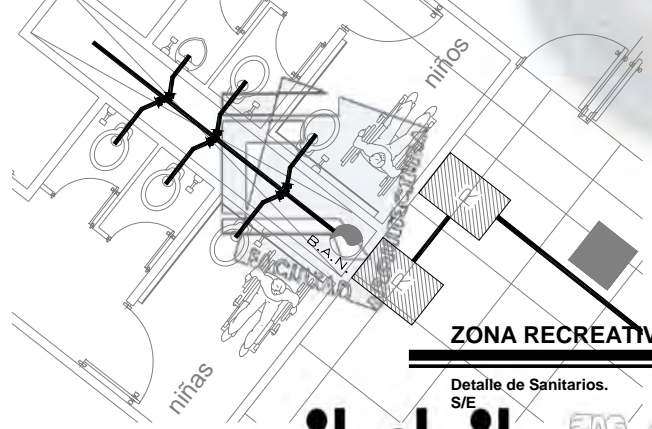 niños
R
B.A.N.
R
niñas
ZONA RECREATIV
Detalle de Sanitarios.
S/E